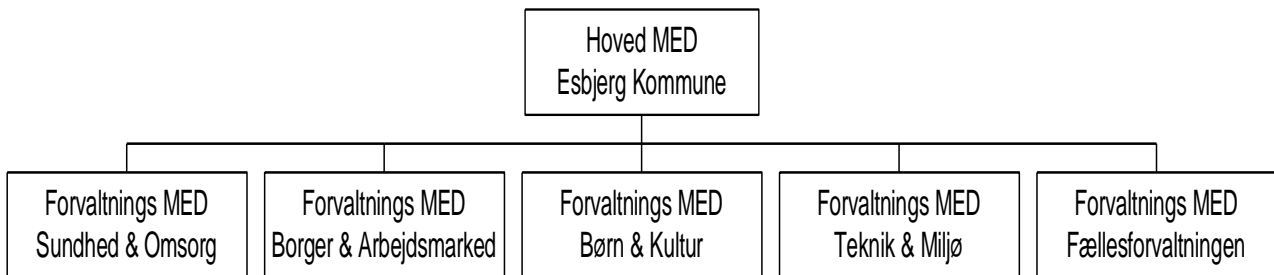 Hoved MED
Esbjerg Kommune
Forvaltnings MED
Sundhed & Omsorg
Forvaltnings MED
Borger & Arbejdsmarked
Forvaltnings MED
Børn & Kultur
Forvaltnings MED
Teknik & Miljø
Forvaltnings MED
Fællesforvaltningen